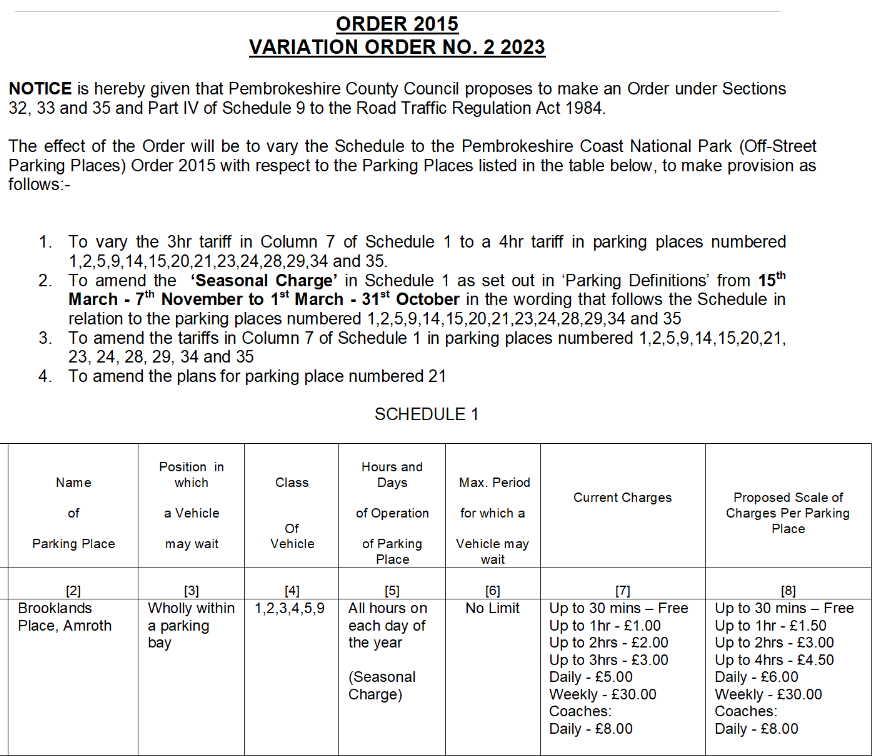 ORDER 2015
VARIATION ORDER NO. 2 2023
NOTICE is hereby given that Pembrokeshire County Council proposes to make an Order under Sections
32, 33 and 35 and Part IV of Schedule 9 to the Road Traffic Regulation Act 1984.
The effect of the Order will be to vary the Schedule to the Pembrokeshire Coast National Park (Off-Street
Parking Places) Order 2015 with respect to the Parking Places listed in the table below, to make provision as
follows:-
1. To vary the 3hr tariff in Column 7 of Schedule 1 to a 4hr tariff in parking places numbered
1,2,5,9,14,15,20,21,23,24,28,29,34 and 35.
2. To amend the ‘Seasonal Charge’ in Schedule 1 as set out in ‘Parking Definitions’ from 15th
March - 7th November to 1st March - 31st October in the wording that follows the Schedule in
relation to the parking places numbered 1,2,5,9,14,15,20,21,23,24,28,29,34 and 35
3. To amend the tariffs in Column 7 of Schedule 1 in parking places numbered 1,2,5,9,14,15,20,21,
23, 24, 28, 29, 34 and 35
4. To amend the plans for parking place numbered 21
SCHEDULE 1
Name
of
Parking Place
Position in
which
a Vehicle
may wait
Class
Of
Vehicle
Hours and
Days
of Operation
of Parking
Place
Max. Period
for which a
Vehicle may
wait
Current Charges
Proposed Scale of
Charges Per Parking
Place
[2]
[3]
[4]
[5]
[6]
[7]
[8]
Brooklands
Place, Amroth
Wholly within
a parking
bay
1,2,3,4,5,9
All hours on
each day of
the year
(Seasonal
Charge)
No Limit
Up to 30 mins – Free
Up to 1hr - £1.00
Up to 2hrs - £2.00
Up to 3hrs - £3.00
Daily - £5.00
Weekly - £30.00
Coaches:
Daily - £8.00
Up to 30 mins – Free
Up to 1hr - £1.50
Up to 2hrs - £3.00
Up to 4hrs - £4.50
Daily - £6.00
Weekly - £30.00
Coaches:
Daily - £8.00